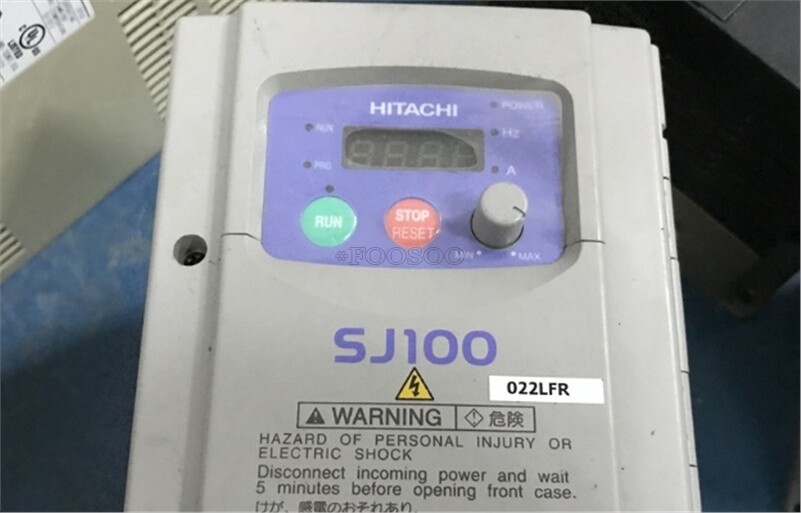 HITACHI
POWER
RUN
Hz
PRG
A
RUN
STOP
RESET
MIN
MAX
#FOOSOO
SJ100
022LFR
WARNING
危険
HAZARD OF PERSONAL INJURY OR
ELECTRIC SHOCK
Disconnect incoming power and wait
5 minutes before opening front case.
けが、感電のおそれあり。